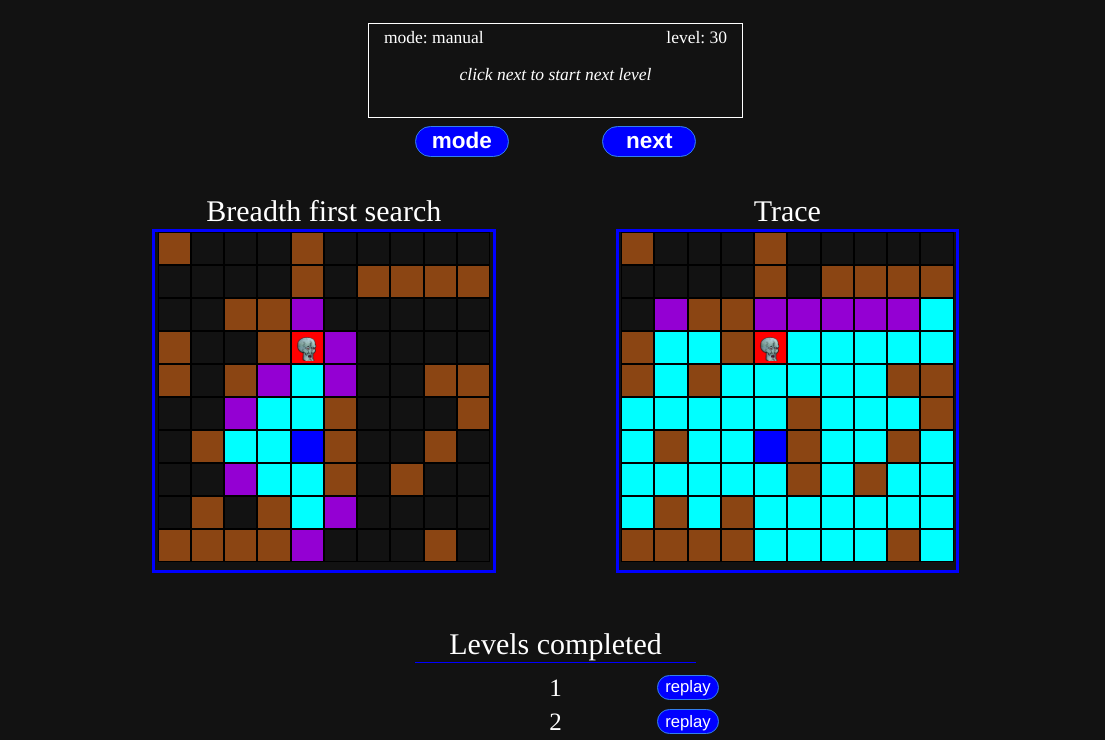 mode: manual level: 30
click next to start next level
mode next
Breadth first search Trace
Levels completed
1 replay
2 replay